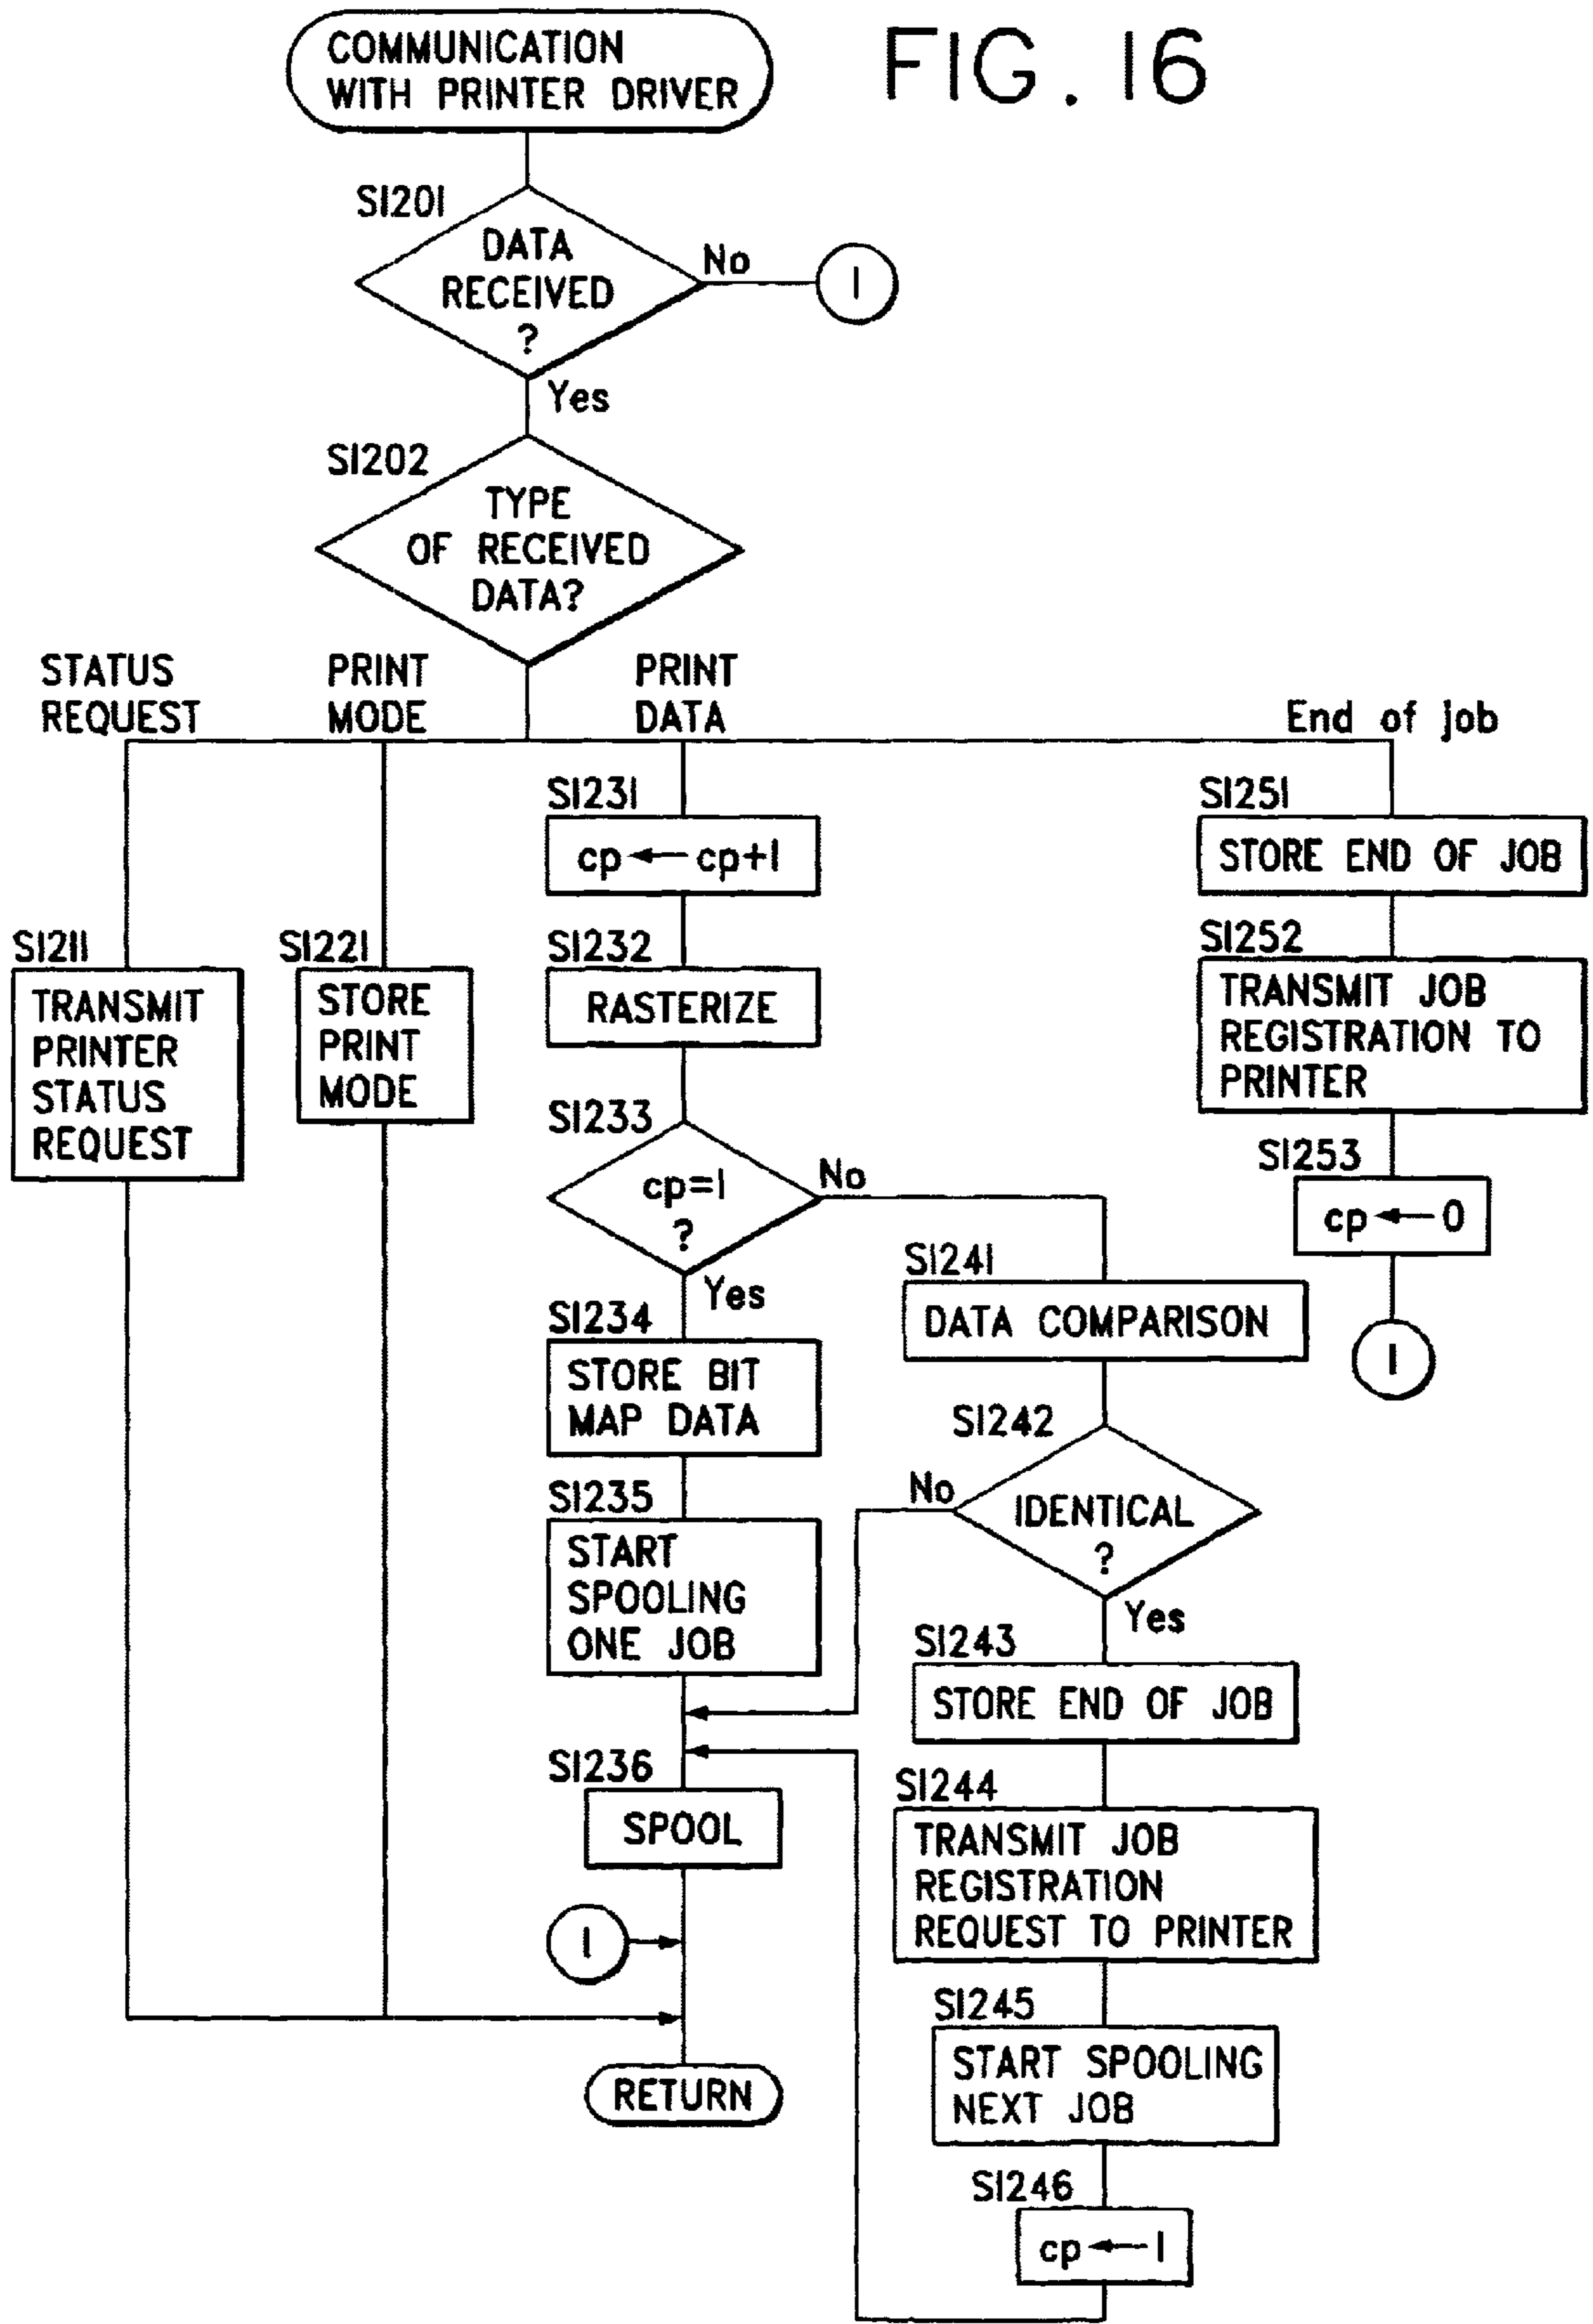 COMMUNICATION
WITH PRINTER DRIVER
FIG. 16
S1201
DATA
RECEIVED
?
No
1
Yes
S1202
TYPE
OF RECEIVED
DATA?
STATUS
REQUEST
PRINT
MODE
PRINT
DATA
End of job
S1211
TRANSMIT
PRINTER
STATUS
REQUEST
S1221
STORE
PRINT
MODE
S1231
cp ← cp+1
S1232
RASTERIZE
S1233
cp=1
?
No
Yes
S1234
STORE BIT
MAP DATA
S1235
START
SPOOLING
ONE JOB
S1236
SPOOL
1
RETURN
S1241
DATA COMPARISON
S1242
IDENTICAL
?
No
Yes
S1243
STORE END OF JOB
S1244
TRANSMIT JOB
REGISTRATION
REQUEST TO PRINTER
S1245
START SPOOLING
NEXT JOB
S1246
cp ← 1
S1251
STORE END OF JOB
S1252
TRANSMIT JOB
REGISTRATION TO
PRINTER
S1253
cp ← 0
1